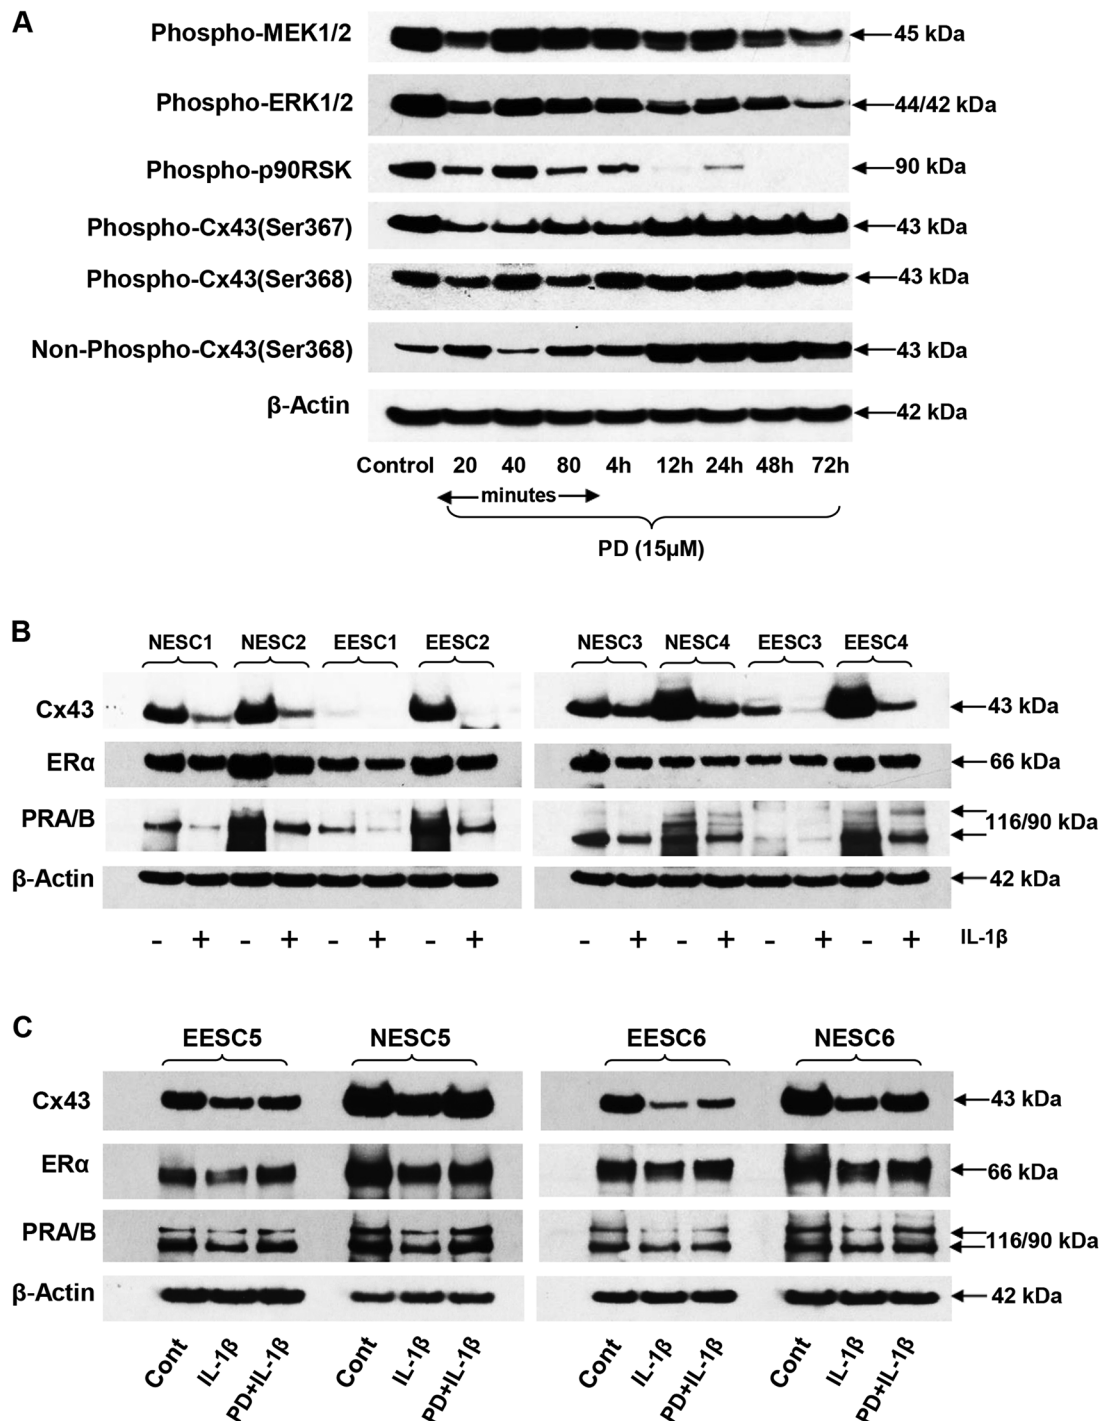 A
Phospho-MEK1/2 45 kDa
Phospho-ERK1/2 44/42 kDa
Phospho-p90RSK 90 kDa
Phospho-Cx43(Ser367) 43 kDa
Phospho-Cx43(Ser368) 43 kDa
Non-Phospho-Cx43(Ser368) 43 kDa
β-Actin 42 kDa
Control 20 40 80 4h 12h 24h 48h 72h
minutes
PD (15µM)
B
NESC1 NESC2 EESC1 EESC2 NESC3 NESC4 EESC3 EESC4
Cx43 43 kDa
ERα 66 kDa
PRA/B 116/90 kDa
β-Actin 42 kDa
- + - + - + - + - + - + - + - + IL-1β
C
EESC5 NESC5 EESC6 NESC6
Cx43 43 kDa
ERα 66 kDa
PRA/B 116/90 kDa
β-Actin 42 kDa
Cont IL-1β PD+IL-1β Cont IL-1β PD+IL-1β Cont IL-1β PD+IL-1β Cont IL-1β PD+IL-1β